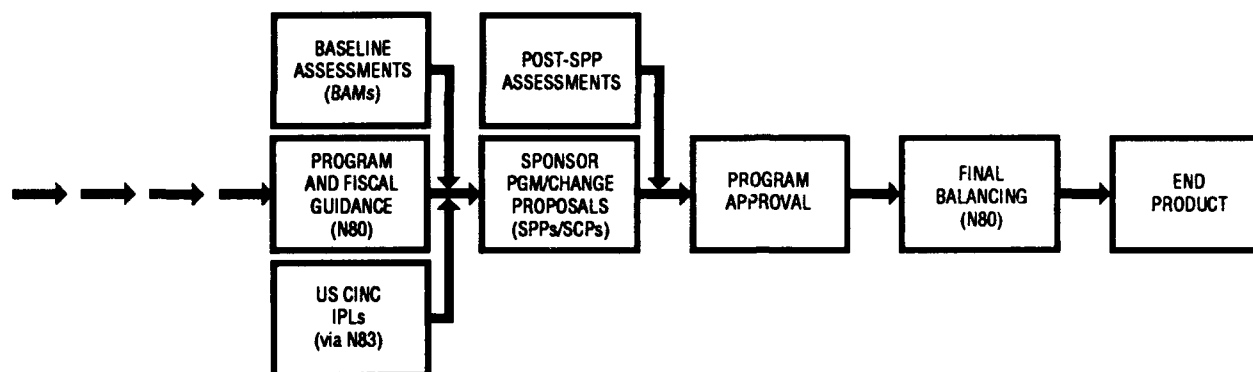 BASELINE
ASSESSMENTS
(BAMs)
POST-SPP
ASSESSMENTS
PROGRAM
AND FISCAL
GUIDANCE
(N80)
SPONSOR
PGM/CHANGE
PROPOSALS
(SPPs/SCPs)
PROGRAM
APPROVAL
FINAL
BALANCING
(N80)
END
PRODUCT
US CINC
IPLs
(via N83)